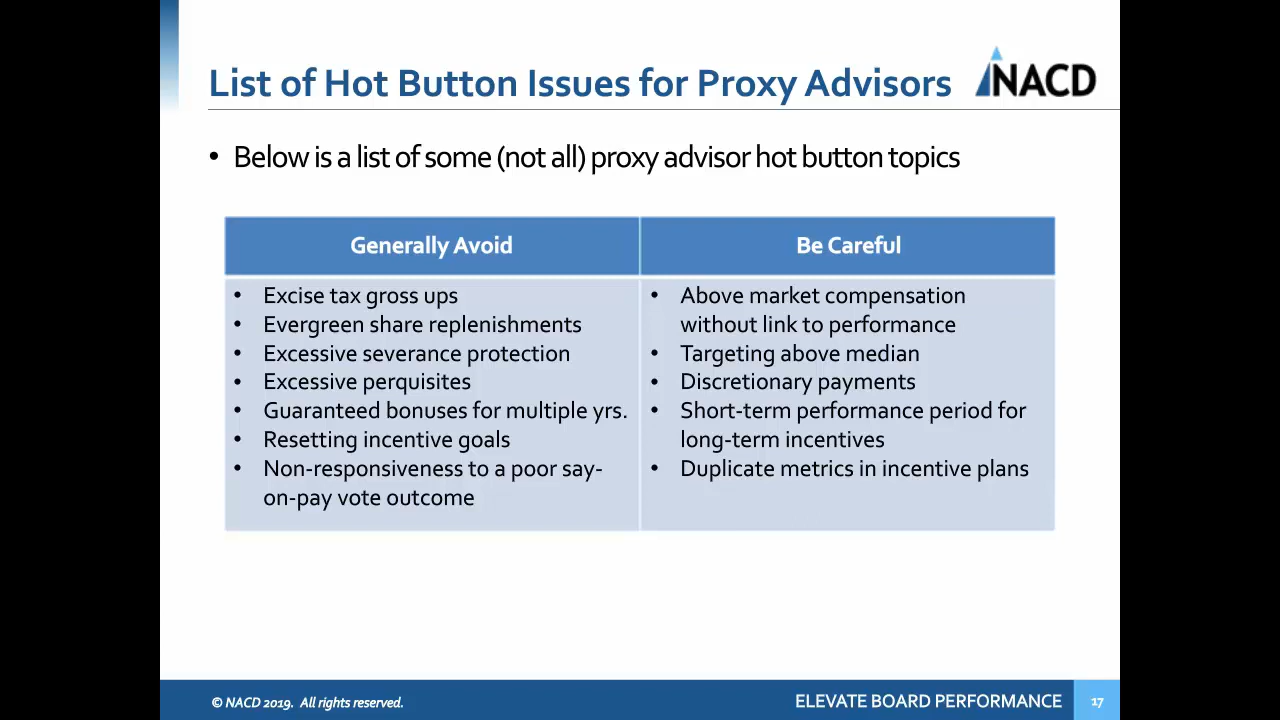 List of Hot Button Issues for Proxy Advisors
NACD
• Below is a list of some (not all) proxy advisor hot button topics
Generally Avoid
• Excise tax gross ups
• Evergreen share replenishments
• Excessive severance protection
• Excessive perquisites
• Guaranteed bonuses for multiple yrs.
• Resetting incentive goals
• Non-responsiveness to a poor say-
on-pay vote outcome
Be Careful
• Above market compensation
without link to performance
• Targeting above median
• Discretionary payments
• Short-term performance period for
long-term incentives
• Duplicate metrics in incentive plans
© NACD 2019. All rights reserved.
ELEVATE BOARD PERFORMANCE
17